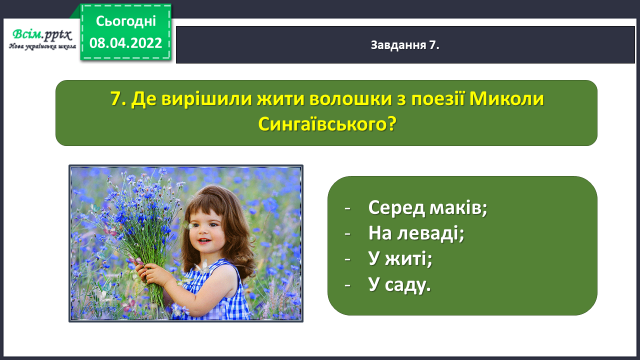 Всім.pptx
Нова українська школа
Сьогодні
08.04.2022
Завдання 7.
7. Де вирішили жити волошки з поезії Миколи
Сингаївського?
- Серед маків;
- На леваді;
- У житі;
- У саду.